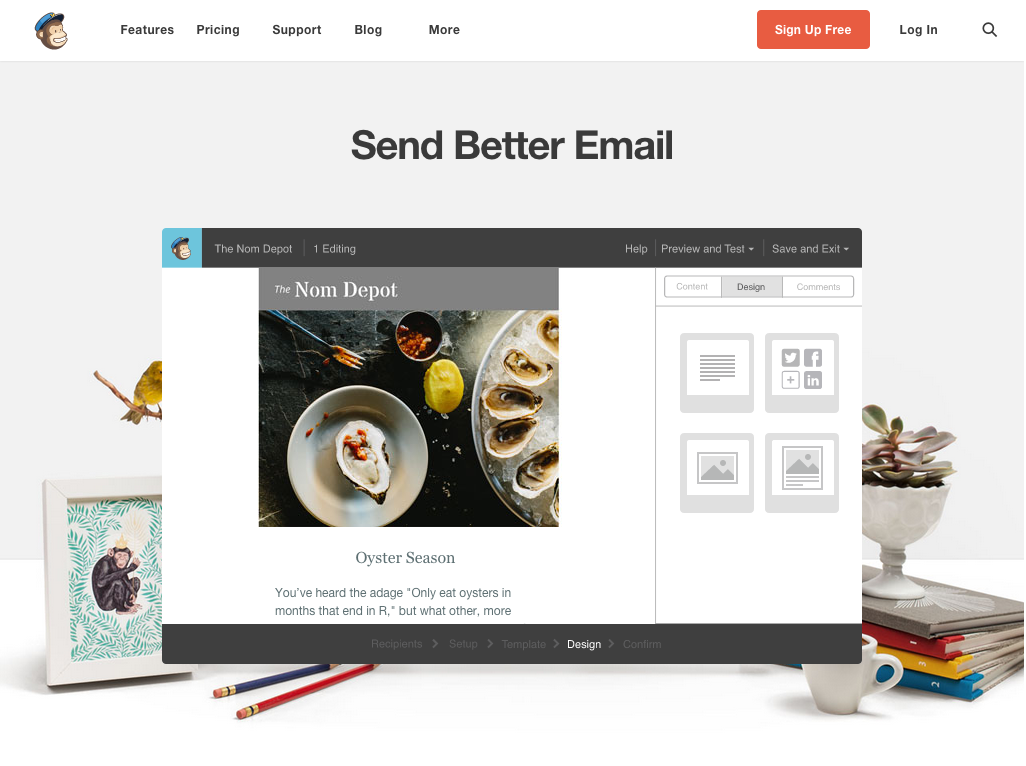 Features Pricing Support Blog More Sign Up Free Log In
Send Better Email
The Nom Depot 1 Editing Help Preview and Test Save and Exit
The Nom Depot
Content Design Comments
Oyster Season
You’ve heard the adage "Only eat oysters in
months that end in R," but what other, more
Recipients Setup Template Design Confirm